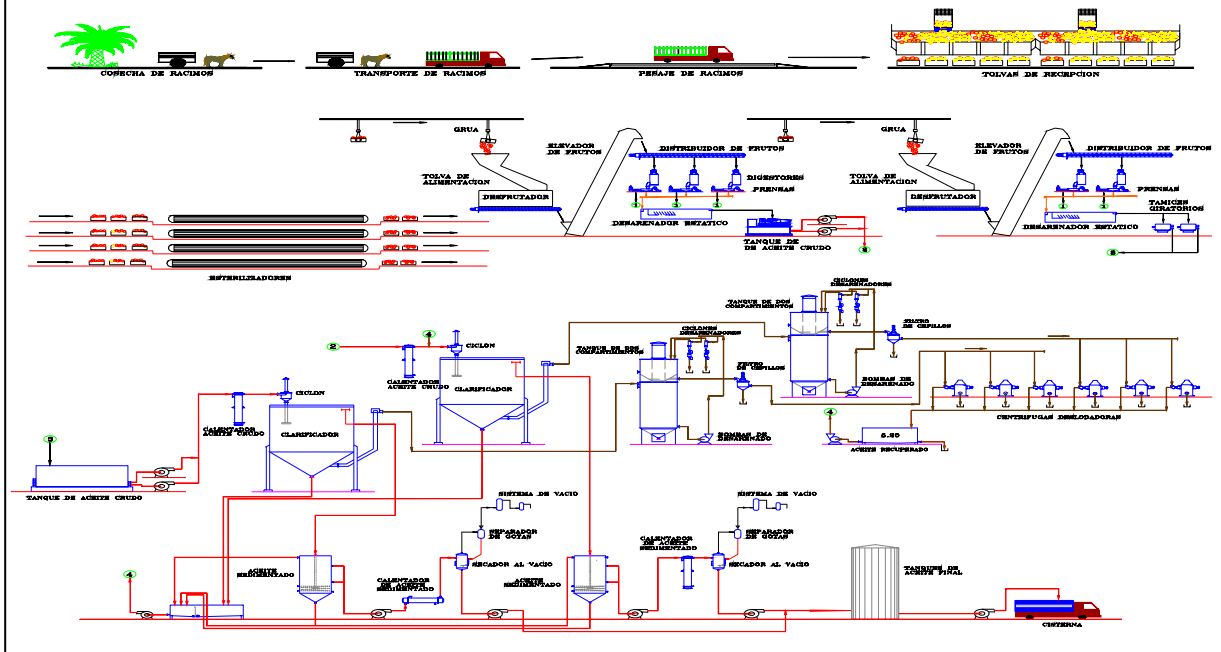 COSECHA DE RACIMOS
TRANSPORTE DE RACIMOS
PESAJE DE RACIMOS
TOLVAS DE RECEPCION
GRUA
ELEVADOR
DE FRUTOS
DISTRIBUIDOR DE FRUTOS
DIGESTORES
PRENSAS
TOLVA DE
ALIMENTACION
DESFRUTADOR
DESARENADOR ESTATICO
TANQUE DE
DE ACEITE CRUDO
GRUA
ELEVADOR
DE FRUTOS
DISTRIBUIDOR DE FRUTOS
PRENSAS
TOLVA DE
ALIMENTACION
DESFRUTADOR
TAMICES
GIRATORIOS
DESARENADOR ESTATICO
ESTERILIZADORES
CICLONES
DESARENADORES
TANQUE DE DOS
COMPARTIMIENTOS
FILTRO
DE CEPILLOS
2
4
CICLON
CALENTADOR
ACEITE CRUDO
CLARIFICADOR
TANQUE DE DOS
COMPARTIMIENTOS
CICLONES
DESARENADORES
FILTRO
DE CEPILLOS
BOMBAS DE
DESARENADO
BOMBAS DE
DESARENADO
CENTRIFUGAS DESLODADORAS
4
ACEITE RECUPERADO
CICLON
CALENTADOR
ACEITE CRUDO
CLARIFICADOR
TANQUE DE ACEITE CRUDO
SISTEMA DE VACIO
SEPARADOR
DE GOTAS
SECADOR AL VACIO
ACEITE
SEDIMENTADO
CALENTADOR
DE ACEITE
SEDIMENTADO
4
ACEITE
SEDIMENTADO
CALENTADOR
DE ACEITE
SEDIMENTADO
SISTEMA DE VACIO
SEPARADOR
DE GOTAS
SECADOR AL VACIO
TANQUES DE
ACEITE FINAL
CISTERNA